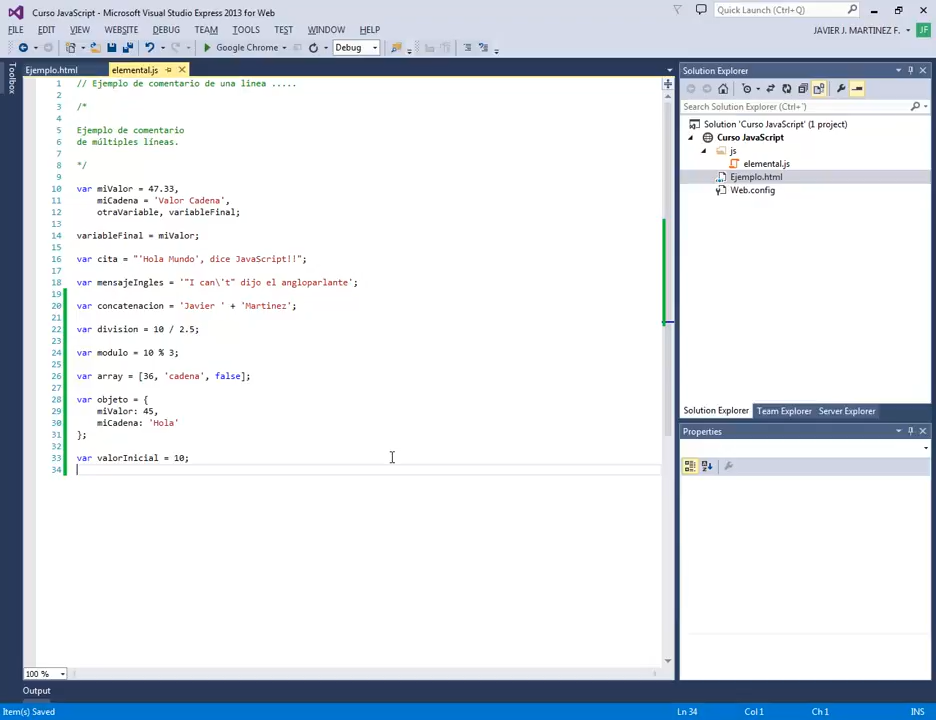 Curso JavaScript - Microsoft Visual Studio Express 2013 for Web
Quick Launch (Ctrl+Q)
FILE EDIT VIEW WEBSITE DEBUG TEAM TOOLS TEST WINDOW HELP
JAVIER J. MARTINEZ F.
JF
Google Chrome
Debug
Toolbox
Ejemplo.html
elemental.js
1 // Ejemplo de comentario de una línea .....
2
3 /*
4
5 Ejemplo de comentario
6 de múltiples líneas.
7
8 */
9
10 var miValor = 47.33,
11 miCadena = 'Valor Cadena',
12 otraVariable, variableFinal;
13
14 variableFinal = miValor;
15
16 var cita = "'Hola Mundo', dice JavaScript!!";
17
18 var mensajeIngles = '"I can\'t" dijo el angloparlante';
19
20 var concatenacion = 'Javier ' + 'Martinez';
21
22 var division = 10 / 2.5;
23
24 var modulo = 10 % 3;
25
26 var array = [36, 'cadena', false];
27
28 var objeto = {
29 miValor: 45,
30 miCadena: 'Hola'
31 };
32
33 var valorInicial = 10;
34
100 %
Output
Solution Explorer
Search Solution Explorer (Ctrl+')
Solution 'Curso JavaScript' (1 project)
Curso JavaScript
js
elemental.js
Ejemplo.html
Web.config
Solution Explorer Team Explorer Server Explorer
Properties
Item(s) Saved
Ln 34 Col 1 Ch 1 INS